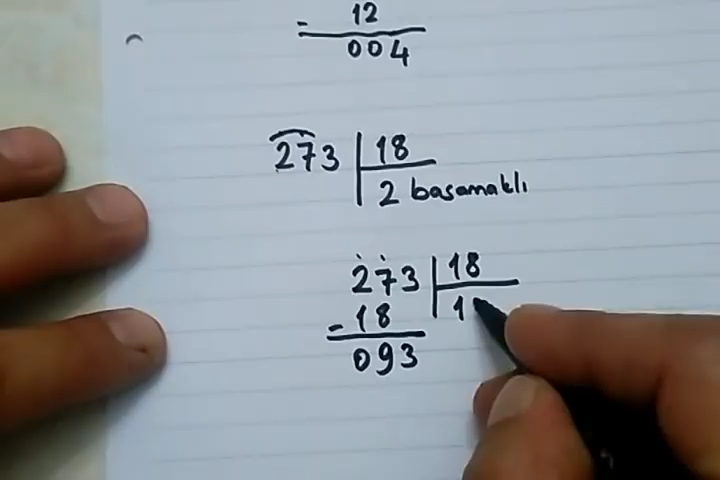 - 12
004
273 18
2 basamaklı
273 18
- 18 1
093